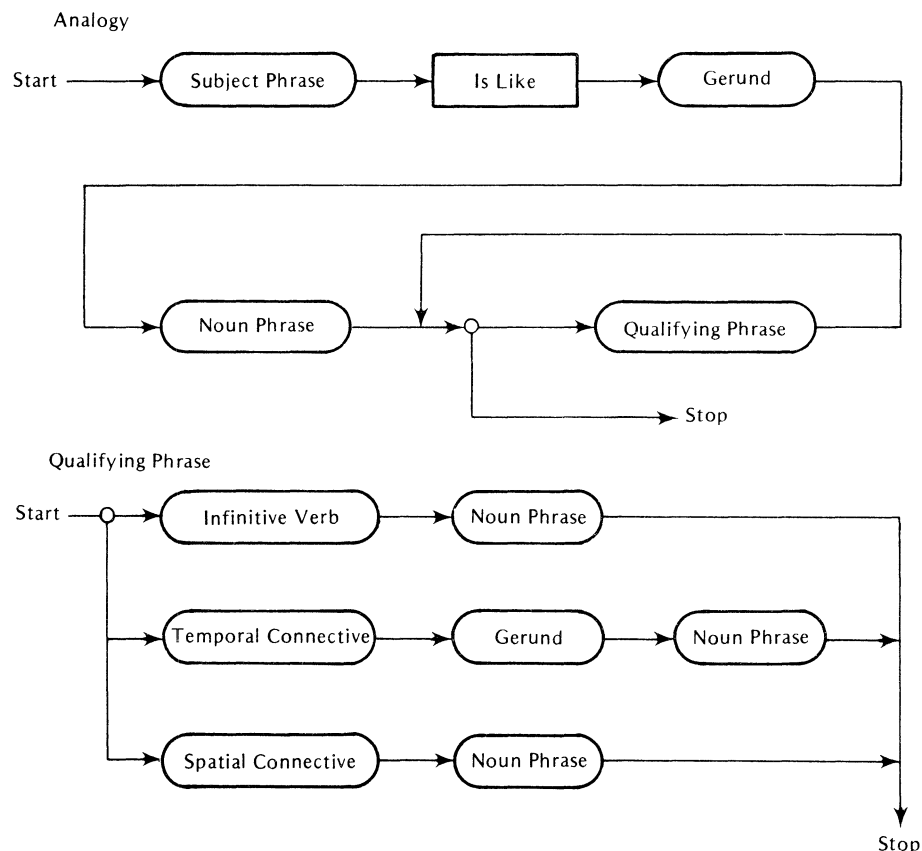 Analogy
Start Subject Phrase Is Like Gerund
Noun Phrase Qualifying Phrase
Stop
Qualifying Phrase
Start Infinitive Verb Noun Phrase
Temporal Connective Gerund Noun Phrase
Spatial Connective Noun Phrase
Stop